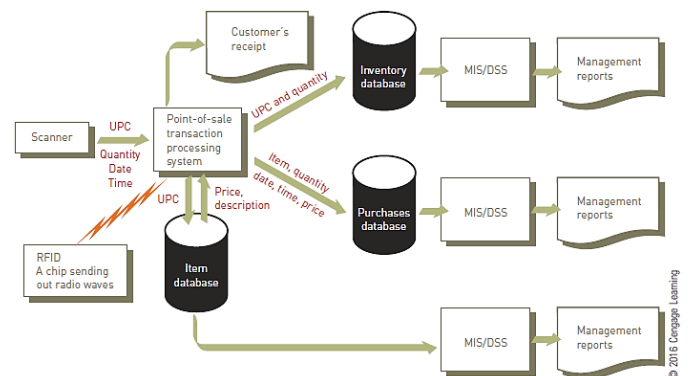 Customer's
receipt
Inventory
database
MIS/DSS
Management
reports
UPC and quantity
Point-of-sale
transaction
processing
system
Scanner
UPC
Quantity
Date
Time
Item, quantity
date, time, price
UPC
Price,
description
Purchases
database
MIS/DSS
Management
reports
RFID
A chip sending
out radio waves
Item
database
MIS/DSS
Management
reports
© 2016 Cengage Learning